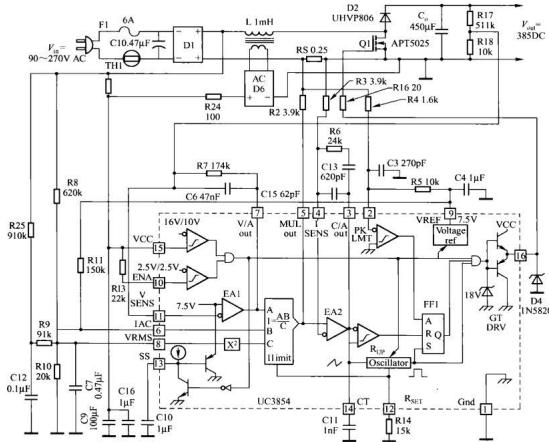 F1
6A
C10.47μF
D1
TH1
Vin=
90～270V AC
L 1mH
RS 0.25
D2
UHVP806
Q1
APT5025
Co
450μF
R17
511k
R18
10k
Vout=
385DC
AC
D6
R24
100
R2 3.9k
R3 3.9k
R16 20
R4 1.6k
R6
24k
C13
620pF
C3 270pF
R5 10k
C4 1μF
R7 174k
C6 47nF
C15 62pF
R8
620k
R25
910k
R11
150k
R13
22k
R9
91k
R10
20k
C12
0.1μF
C7
0.47μF
C9
100μF
C16
1μF
C10
1μF
16V/10V
VCC
15
2.5V/2.5V
ENA
10
V
SENS
11
7.5V
IAC
6
VRMS
8
SS
13
V/A
out
7
MUL
out
5
I
SENS
4
C/A
out
3
2
PK
LMT
VREF
9
7.5V
Voltage
ref
VCC
16
18V
GT
DRV
D4
1N5820
EA1
A
B
C
I=AB/C
1limit
X²
EA2
FF1
A
R
S
Q
RUP
Oscillator
UC3854
14
CT
12
RSET
Gnd
1
C11
1nF
R14
15k